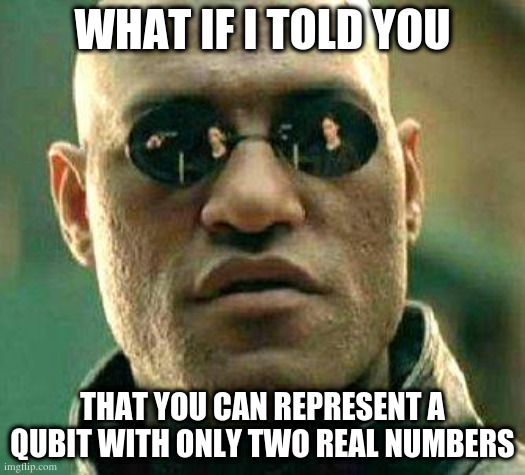 WHAT IF I TOLD YOU
THAT YOU CAN REPRESENT A
QUBIT WITH ONLY TWO REAL NUMBERS
imgflip.com